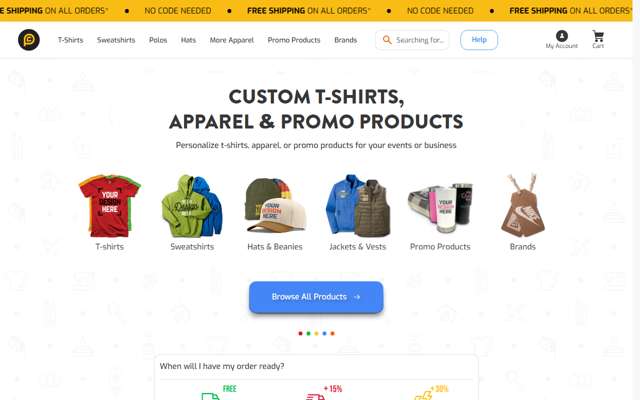 E SHIPPING ON ALL ORDERS* • NO CODE NEEDED • FREE SHIPPING ON ALL ORDERS* • NO CODE NEEDED • FREE SHIPPING ON ALL ORDERS*
T-Shirts Sweatshirts Polos Hats More Apparel Promo Products Brands Searching for... Help My Account Cart
CUSTOM T-SHIRTS,
APPAREL & PROMO PRODUCTS
Personalize t-shirts, apparel, or promo products for your events or business
YOUR
DESIGN
HERE
YOUR
DESIGN
HERE
T-shirts Sweatshirts Hats & Beanies Jackets & Vests Promo Products Brands
Browse All Products →
When will I have my order ready?
FREE + 15% + 30%